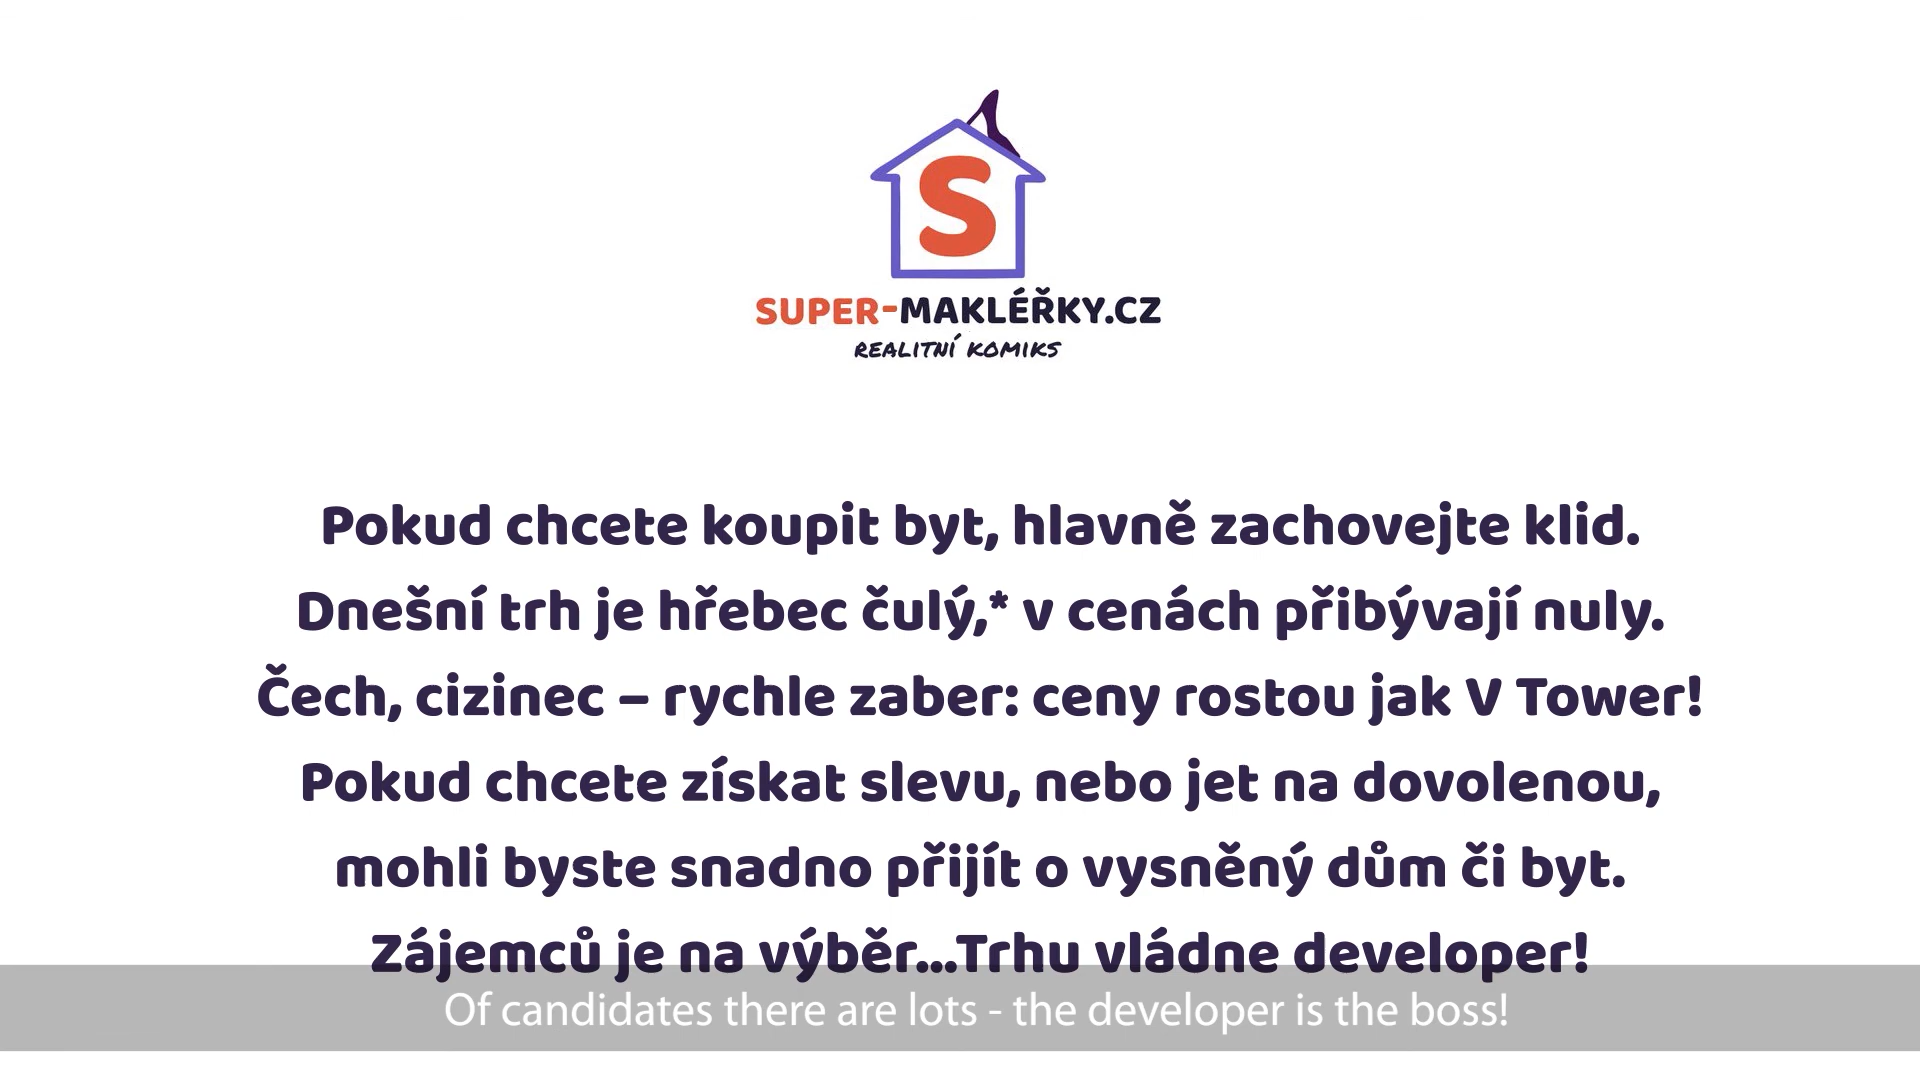 S
SUPER-MAKLÉŘKY.CZ
REALITNÍ KOMIKS
Pokud chcete koupit byt, hlavně zachovejte klid.
Dnešní trh je hřebec čulý,* v cenách přibývají nuly.
Čech, cizinec – rychle zaber: ceny rostou jak V Tower!
Pokud chcete získat slevu, nebo jet na dovolenou,
mohli byste snadno přijít o vysněný dům či byt.
Zájemců je na výběr...Trhu vládne developer!
Of candidates there are lots - the developer is the boss!